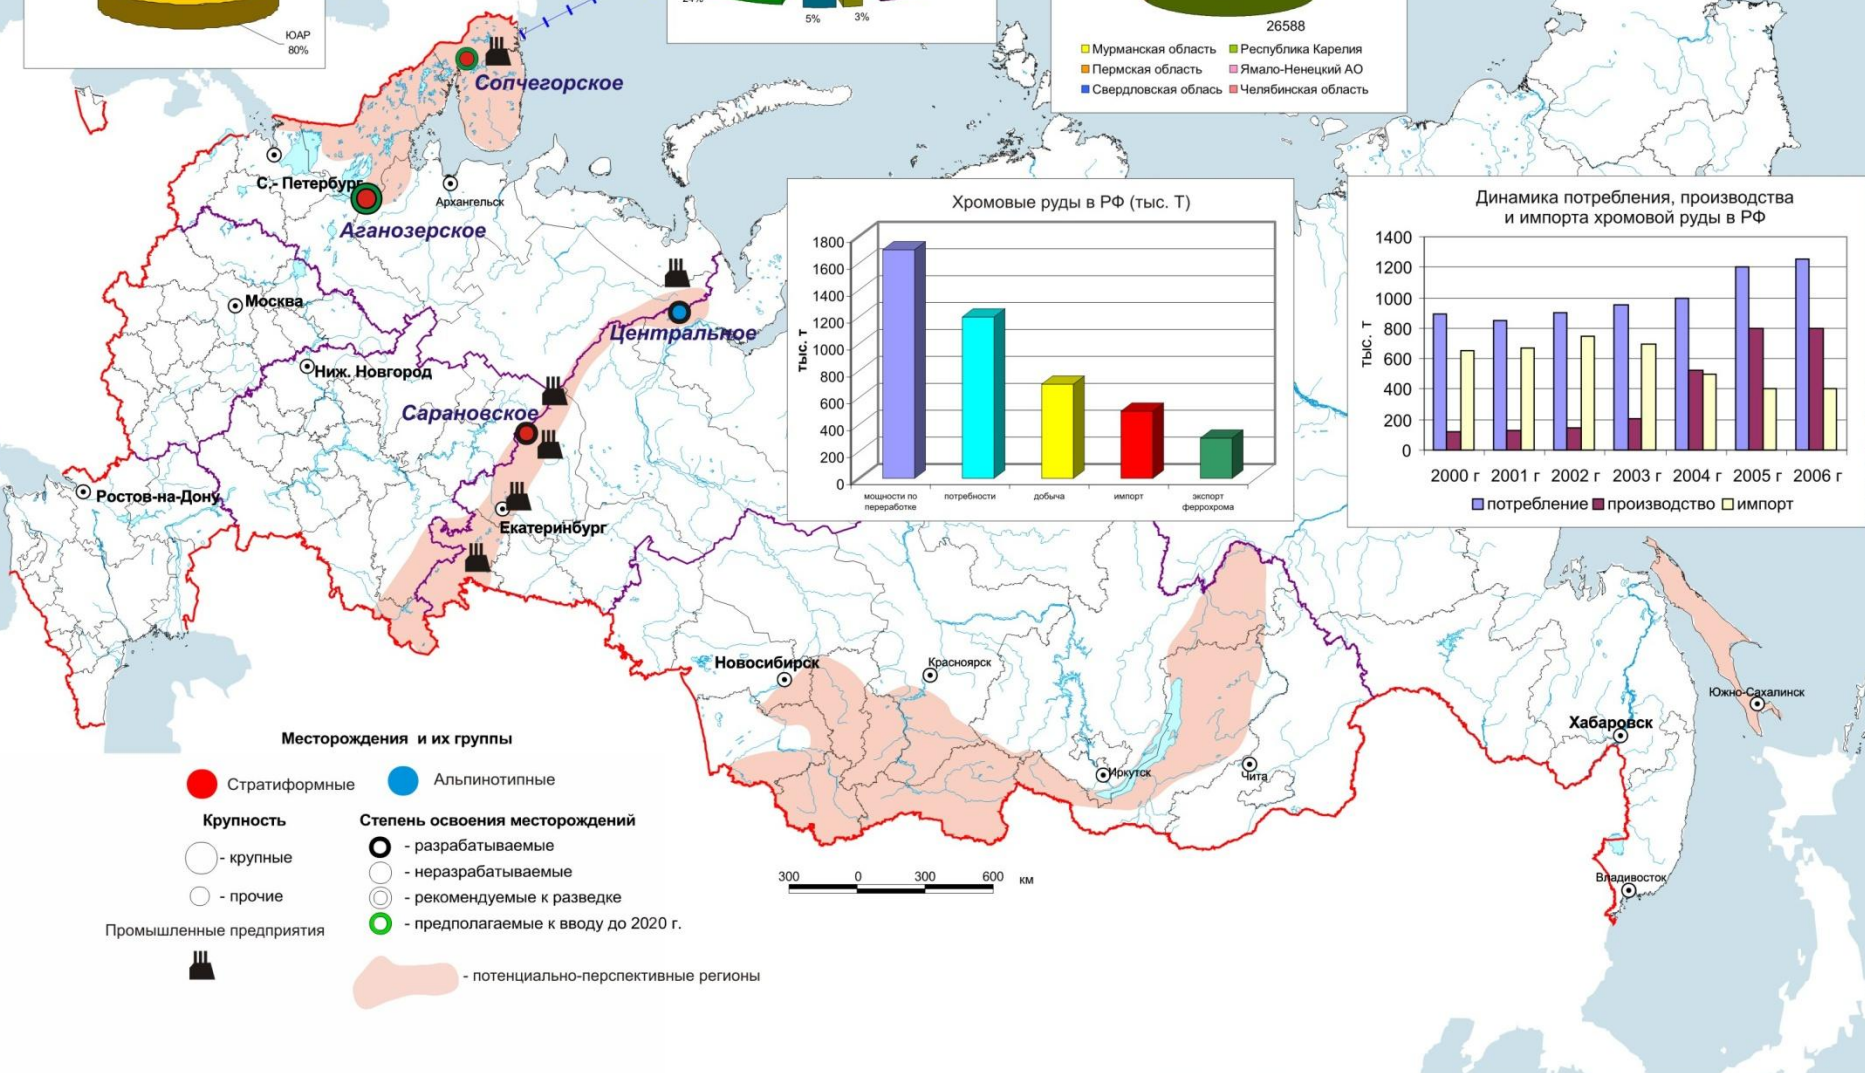 ЮАР
80%
5%
3%
26588
Мурманская область
Республика Карелия
Пермская область
Ямало-Ненецкий АО
Свердловская облась
Челябинская область
Сопчегорское
С.- Петербург
Архангельск
Аганозерское
Москва
Центральное
Ниж. Новгород
Сарановское
Ростов-на-Дону
Екатеринбург
Хромовые руды в РФ (тыс. Т)
тыс. т
1800
1600
1400
1200
1000
800
600
400
200
0
мощности по
переработке
потребности
добыча
импорт
экспорт
феррохрома
Динамика потребления, производства
и импорта хромовой руды в РФ
тыс. т
1400
1200
1000
800
600
400
200
0
2000 г 2001 г 2002 г 2003 г 2004 г 2005 г 2006 г
потребление производство импорт
Новосибирск
Красноярск
Иркутск
Чита
Южно-Сахалинск
Хабаровск
Владивосток
Месторождения и их группы
Стратиформные
Альпинотипные
Крупность
- крупные
- прочие
Степень освоения месторождений
- разрабатываемые
- неразрабатываемые
- рекомендуемые к разведке
- предполагаемые к вводу до 2020 г.
Промышленные предприятия
- потенциально-перспективные регионы
300 0 300 600 км